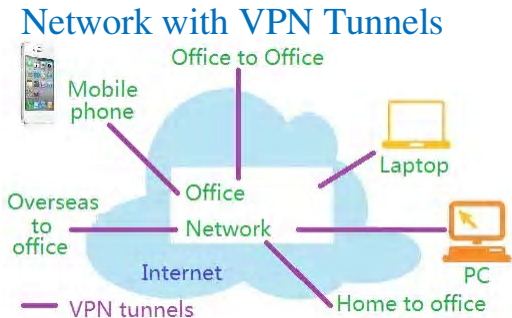 Network with VPN Tunnels
Office to Office
Mobile
phone
Laptop
Office
Network
Overseas
to
office
PC
Internet
Home to office
VPN tunnels